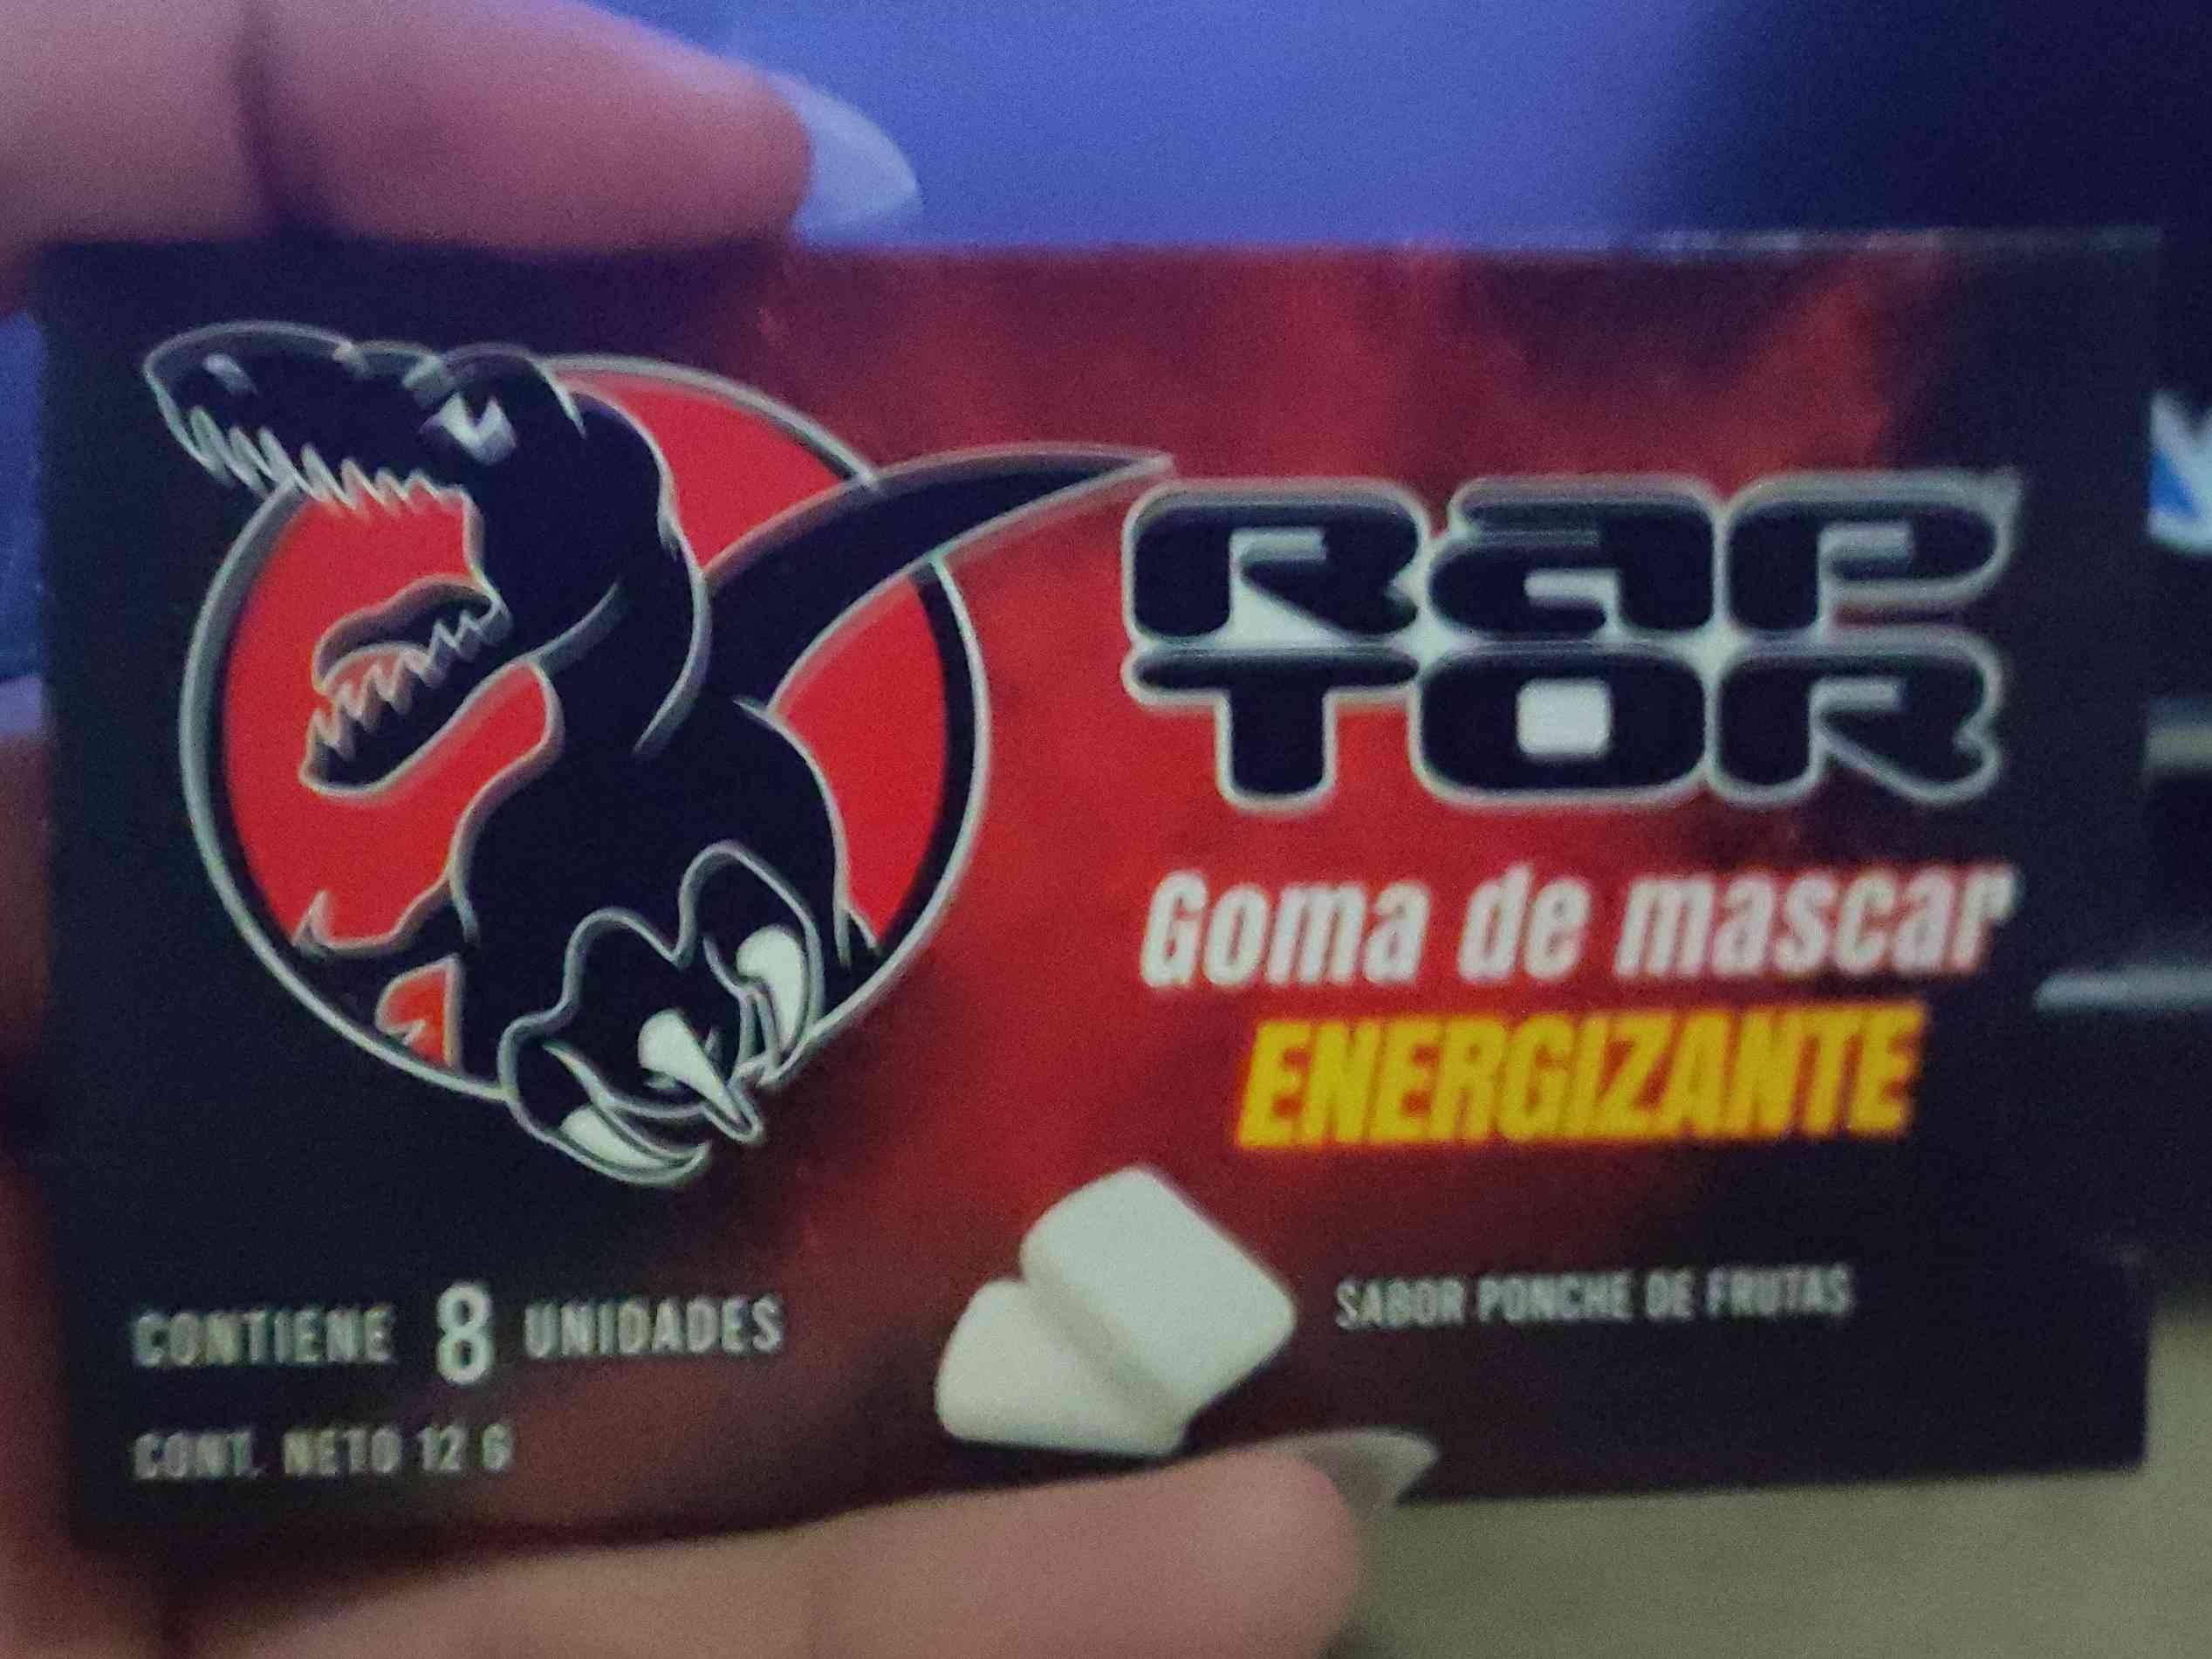 RAP
TOR
Goma de mascar
ENERGIZANTE
SABOR PONCHE DE FRUTAS
CONTIENE 8 UNIDADES
CONT. NETO 12 G